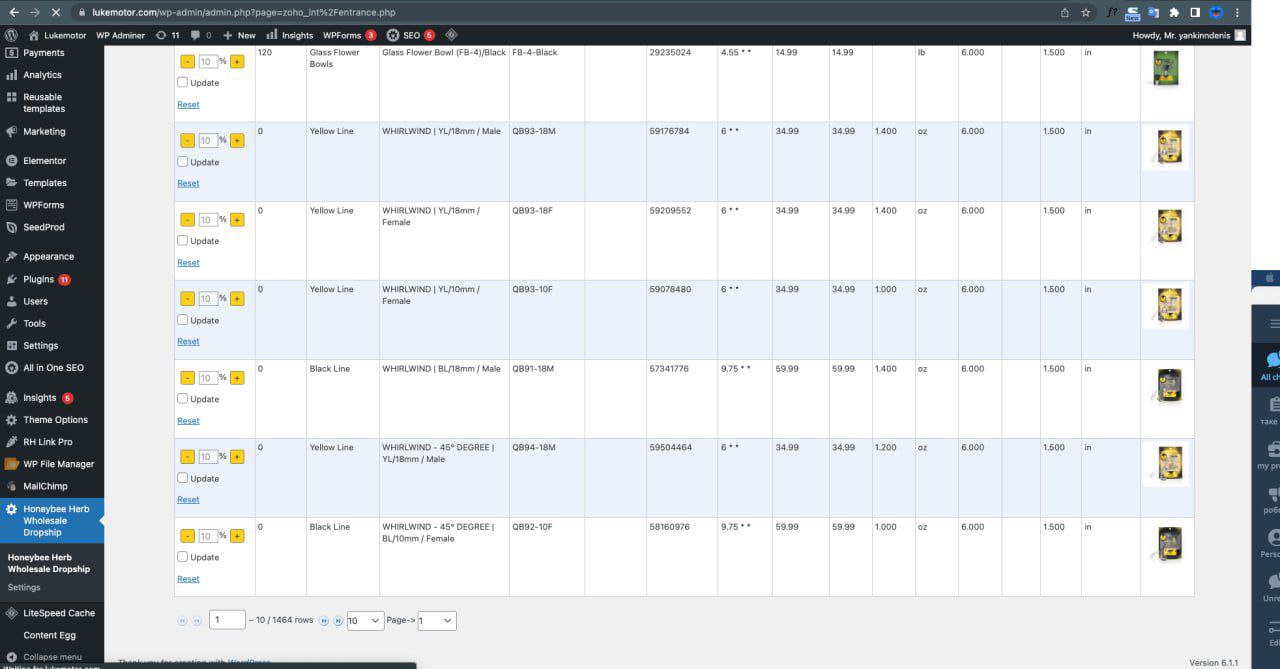 lukemotor.com/wp-admin/admin.php?page=zoho_int%2Fentrance.php
New
Lukemotor WP Adminer 11 0 + New Insights WPForms 3 SEO 5 Howdy, Mr. yankinndenis
Payments
Analytics
Reusable
templates
Marketing
Elementor
Templates
WPForms
SeedProd
Appearance
Plugins 11
Users
Tools
Settings
All in One SEO
Insights 5
Theme Options
RH Link Pro
WP File Manager
MailChimp
Honeybee Herb
Wholesale
Dropship
Honeybee Herb
Wholesale Dropship
Settings
LiteSpeed Cache
Content Egg
Collapse menu
- 10 % + 120 Glass Flower Glass Flower Bowl (FB-4)/Black FB-4-Black 29235024 4.55 * * 14.99 14.99 lb 6.000 1.500 in
Bowls
Update
Reset
- 10 % + 0 Yellow Line WHIRLWIND | YL/18mm / Male QB93-18M 59176784 6 * * 34.99 34.99 1.400 oz 6.000 1.500 in
Update
Reset
- 10 % + 0 Yellow Line WHIRLWIND | YL/18mm / QB93-18F 59209552 6 * * 34.99 34.99 1.400 oz 6.000 1.500 in
Female
Update
Reset
- 10 % + 0 Yellow Line WHIRLWIND | YL/10mm / QB93-10F 59078480 6 * * 34.99 34.99 1.000 oz 6.000 1.500 in
Female
Update
Reset
- 10 % + 0 Black Line WHIRLWIND | BL/18mm / Male QB91-18M 57341776 9.75 * * 59.99 59.99 1.400 oz 6.000 1.500 in
Update
Reset
- 10 % + 0 Yellow Line WHIRLWIND - 45º DEGREE | QB94-18M 59504464 6 * * 34.99 34.99 1.200 oz 6.000 1.500 in
YL/18mm / Male
Update
Reset
- 10 % + 0 Black Line WHIRLWIND - 45º DEGREE | QB92-10F 58160976 9.75 * * 59.99 59.99 1.000 oz 6.000 1.500 in
BL/10mm / Female
Update
Reset
1 – 10 / 1464 rows 10 Page-> 1
Thank you for creating with WordPress. Version 6.1.1
Waiting for lukemotor.com...
All ch
take
my pr
робо
Perso
Unre
Edi